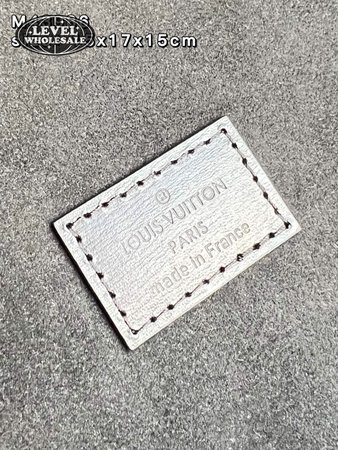 LEVEL
WHOLESALE
x17x15cm
®
LOUIS VUITTON
PARIS
made in France